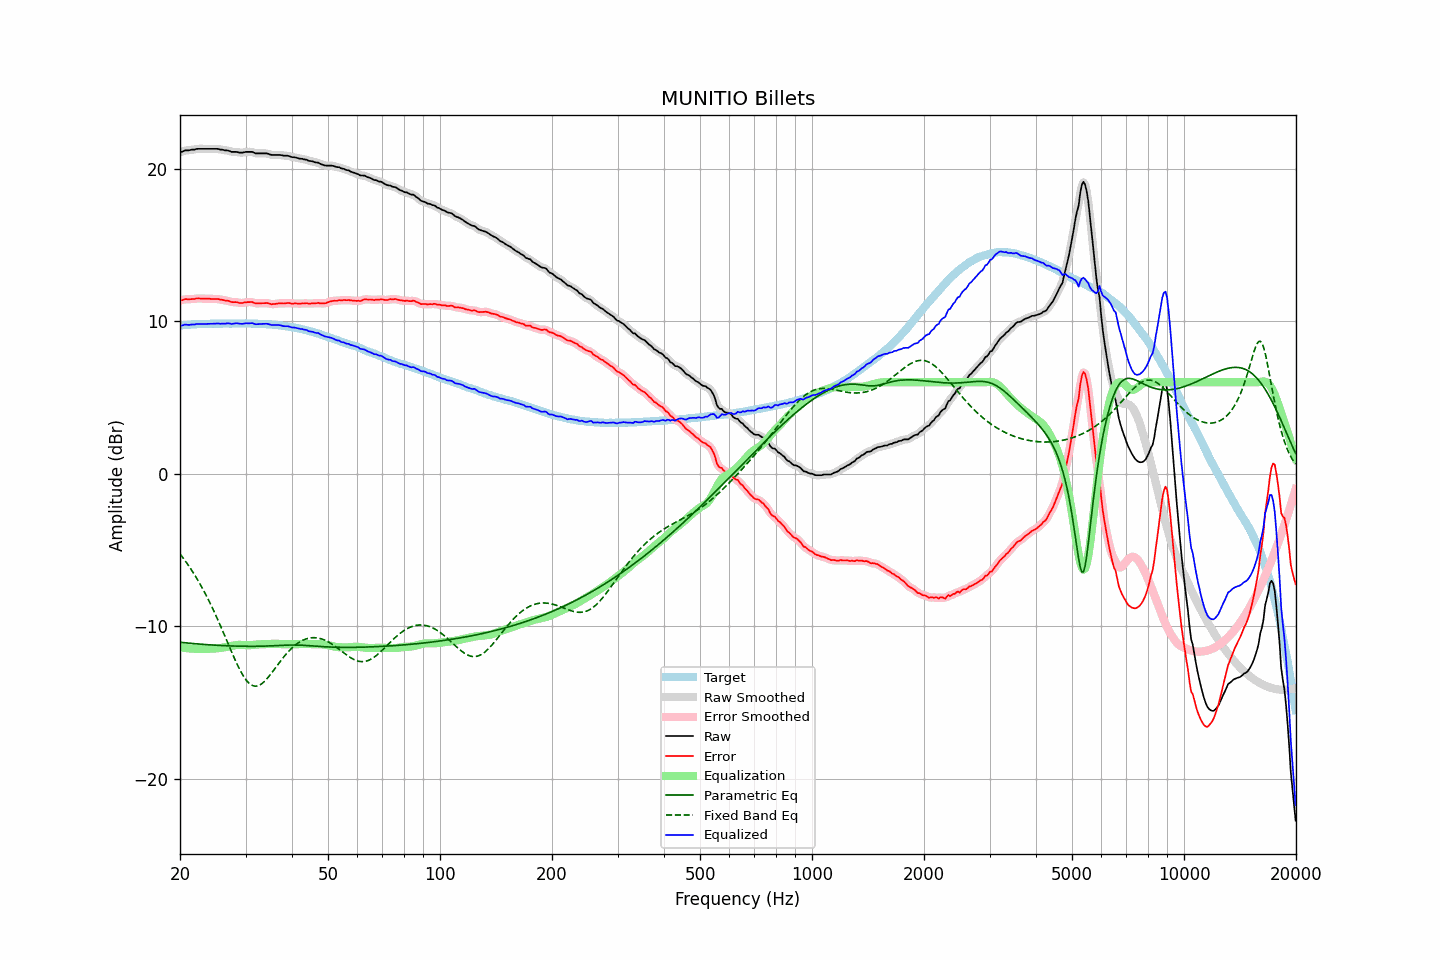 MUNITIO Billets
Amplitude (dBr)
20
10
0
−10
−20
Target
Raw Smoothed
Error Smoothed
Raw
Error
Equalization
Parametric Eq
Fixed Band Eq
Equalized
20 50 100 200 500 1000 2000 5000 10000 20000
Frequency (Hz)